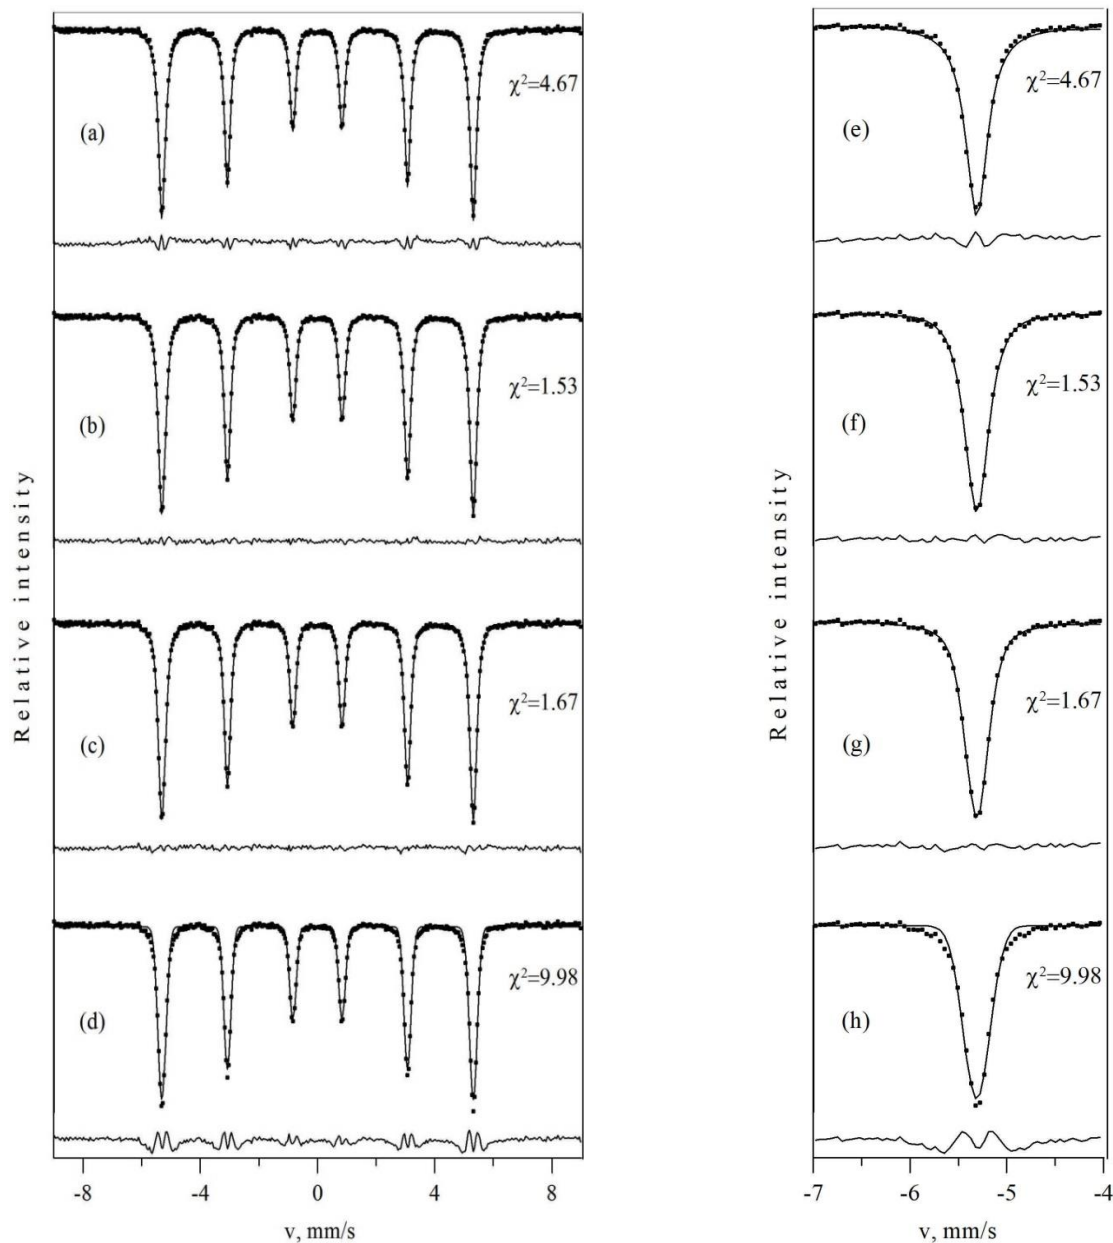 χ²=4.67
(a)
χ²=1.53
(b)
χ²=1.67
(c)
χ²=9.98
(d)
Relative intensity
-8 -4 0 4 8
v, mm/s
χ²=4.67
(e)
χ²=1.53
(f)
χ²=1.67
(g)
χ²=9.98
(h)
Relative intensity
-7 -6 -5 -4
v, mm/s